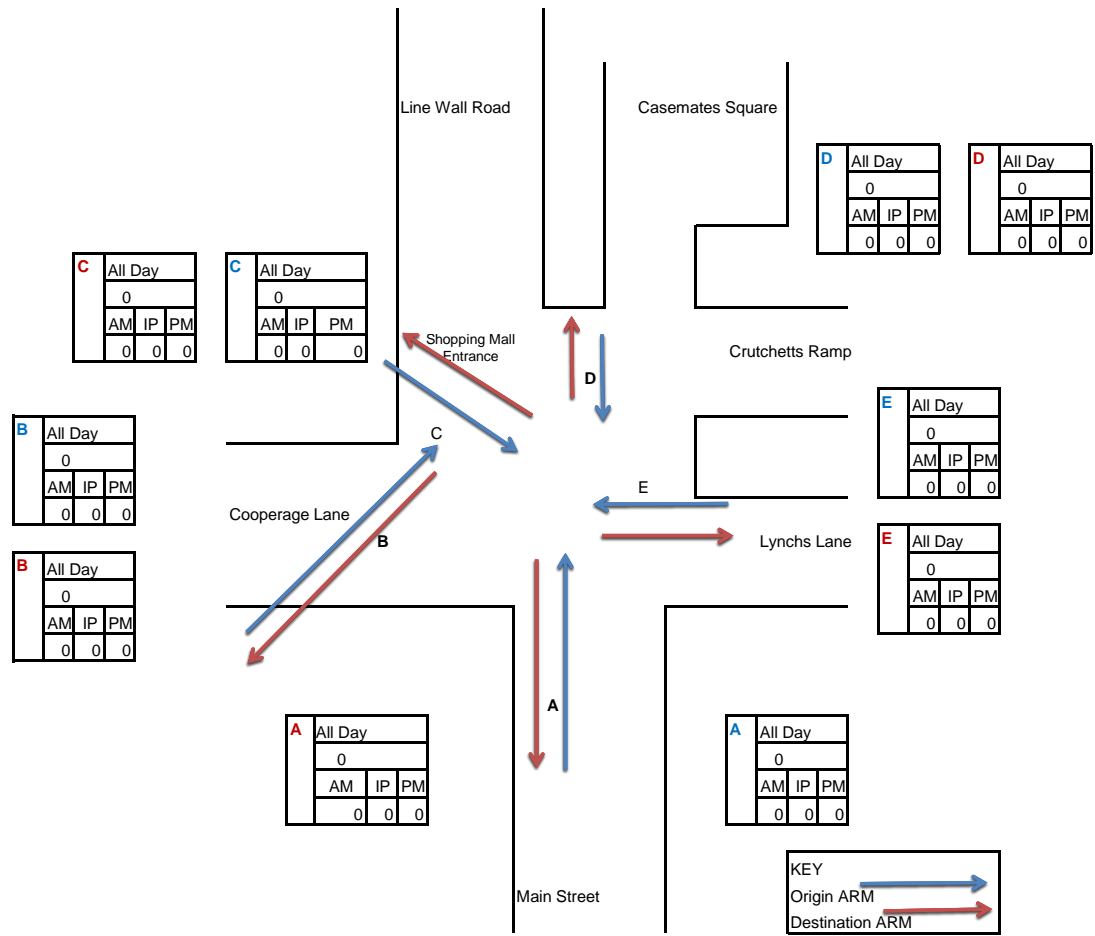 Line Wall Road
Casemates Square
D All Day
0
AM IP PM
0 0 0
D All Day
0
AM IP PM
0 0 0
C All Day
0
AM IP PM
0 0 0
C All Day
0
AM IP PM
0 0 0
Shopping Mall
Entrance
Crutchetts Ramp
D
B All Day
0
AM IP PM
0 0 0
C
E All Day
0
AM IP PM
0 0 0
E
Cooperage Lane
B
Lynchs Lane
B All Day
0
AM IP PM
0 0 0
E All Day
0
AM IP PM
0 0 0
A
A All Day
0
AM IP PM
0 0 0
A All Day
0
AM IP PM
0 0 0
Main Street
KEY
Origin ARM
Destination ARM